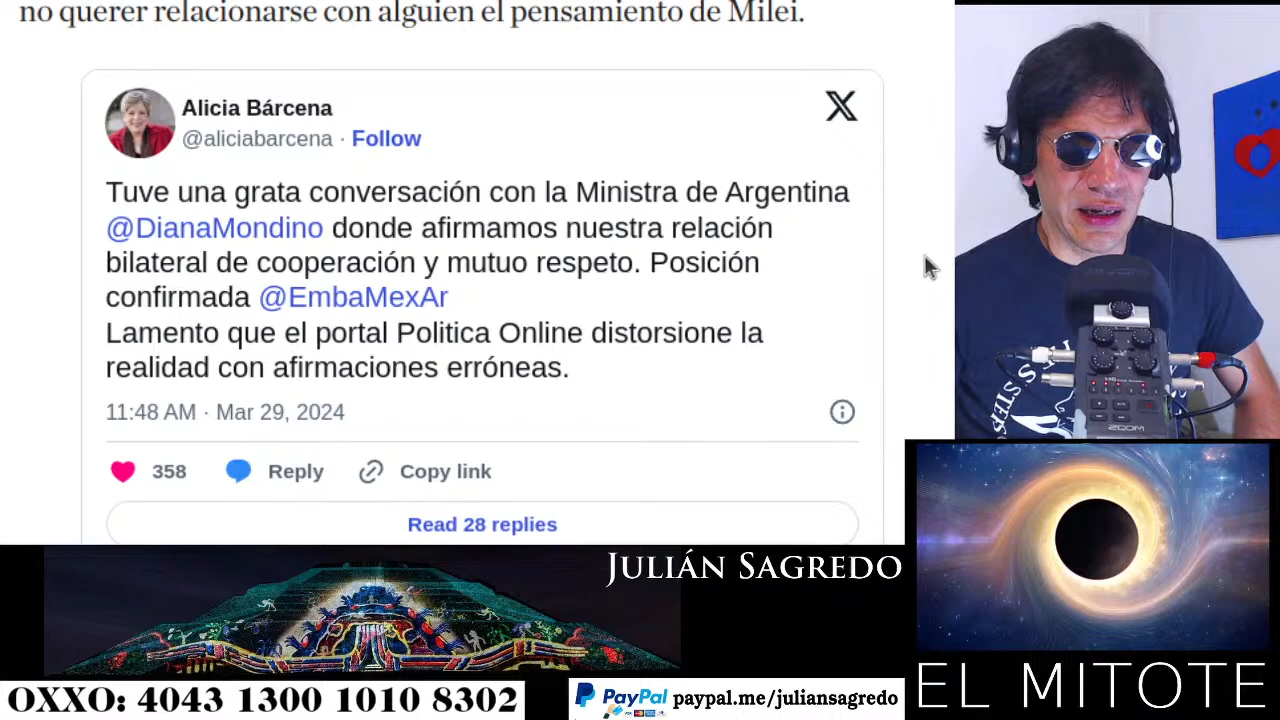 no querer relacionarse con alguien el pensamiento de Milei.
Alicia Bárcena
@aliciabarcena · Follow
Tuve una grata conversación con la Ministra de Argentina
@DianaMondino donde afirmamos nuestra relación
bilateral de cooperación y mutuo respeto. Posición
confirmada @EmbaMexAr
Lamento que el portal Politica Online distorsione la
realidad con afirmaciones erróneas.
11:48 AM · Mar 29, 2024
358 Reply Copy link
Read 28 replies
ZOOM
JULIÁN SAGREDO
EL MITOTE
OXXO: 4043 1300 1010 8302
PayPal paypal.me/juliansagredo